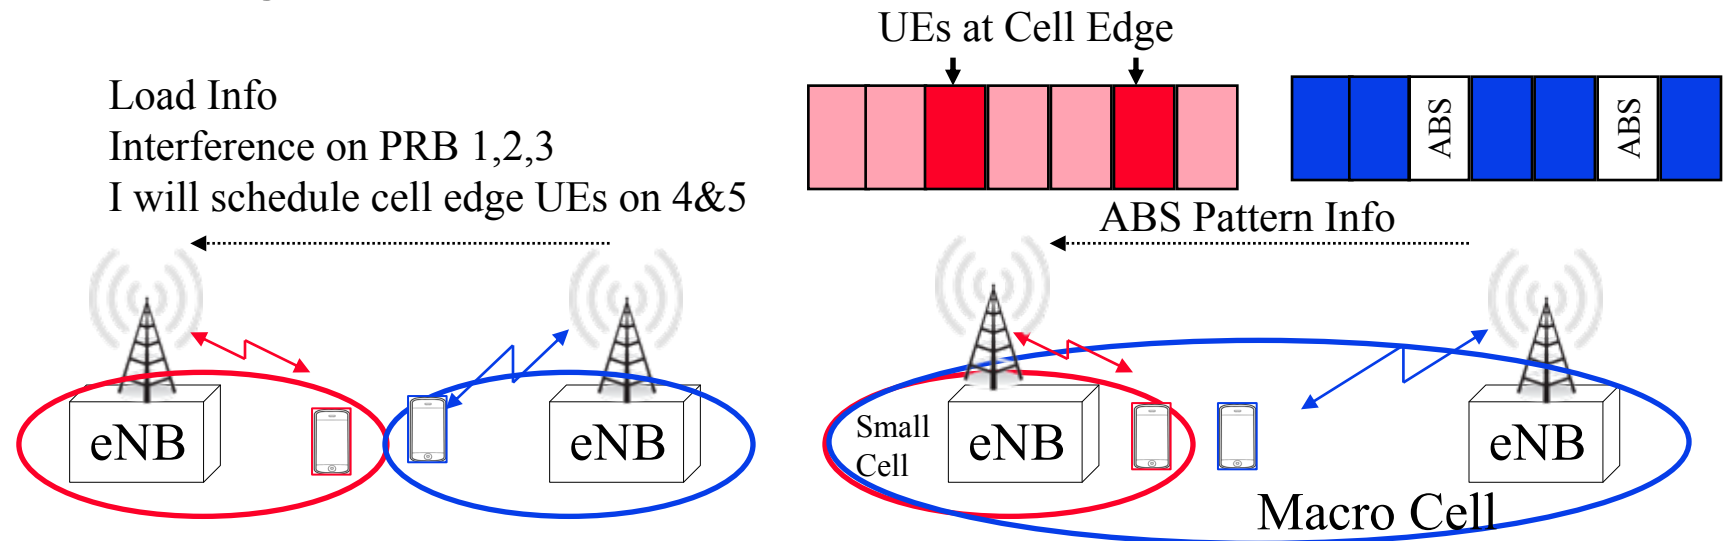 Load Info
Interference on PRB 1,2,3
I will schedule cell edge UEs on 4&5
eNB
eNB
UEs at Cell Edge
ABS
ABS
ABS Pattern Info
Small
Cell
eNB
eNB
Macro Cell